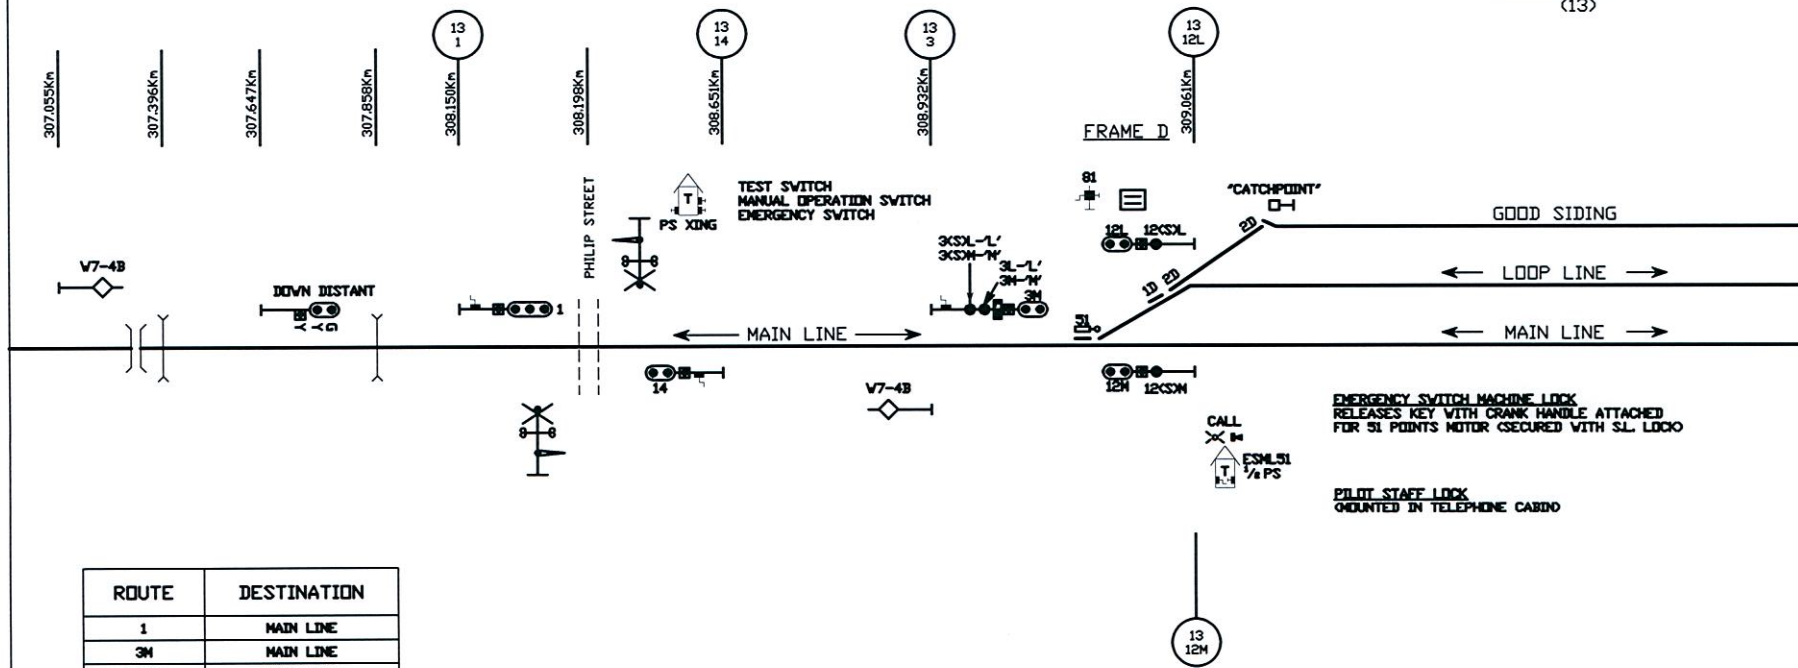 (13)
13
1
13
14
13
3
13
12L
307.055Km
307.396Km
307.647Km
307.858Km
308.150Km
308.198Km
308.651Km
308.932Km
309.061Km
FRAME D
PHILIP STREET
T
PS XING
TEST SWITCH
MANUAL OPERATION SWITCH
EMERGENCY SWITCH
81
"CATCHPOINT"
GOOD SIDING
12L
12(S)L
2D
3(S)L-'L'
3(S)M-'M'
3L-'L'
3M-'M'
3M
W7-4B
DOWN DISTANT
Y
Y G
1
1D
2D
LOOP LINE
51
MAIN LINE
MAIN LINE
14
W7-4B
12M
12(S)M
EMERGENCY SWITCH MACHINE LOCK
RELEASES KEY WITH CRANK HANDLE ATTACHED
FOR 51 POINTS MOTOR (SECURED WITH S.L. LOCK)
CALL
T
ESML51
1/2 PS
PILOT STAFF LOCK
(MOUNTED IN TELEPHONE CABIN)
ROUTE
DESTINATION
1
MAIN LINE
3M
MAIN LINE
13
12M